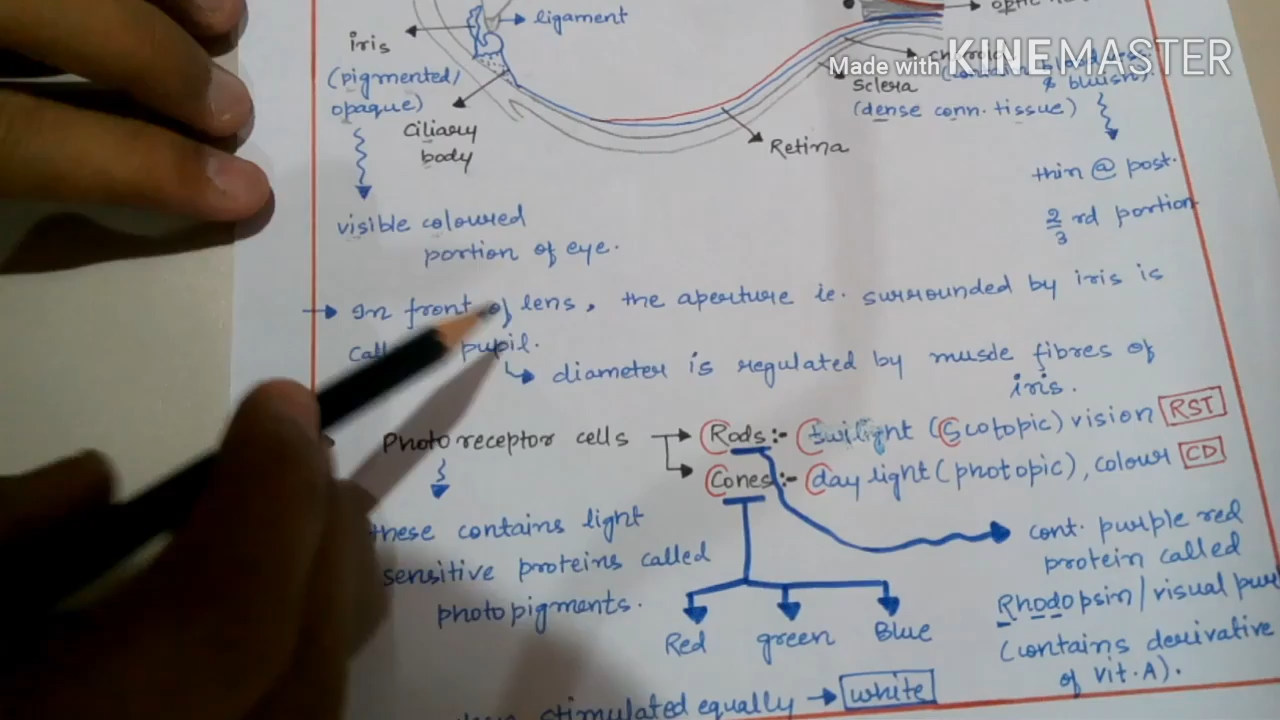 ligament
iris
(pigmented/
opaque)
Made with KINEMASTER
& bluish).
Sclera
(dense conn. tissue)
Ciliary
body
Retina
thin @ post.
2/3 rd portion
visible coloured
portion of eye.
→ In front of lens, the aperture ie. surrounded by iris is
pupil.
↳ diameter is regulated by muscle fibres of
iris.
Photoreceptor cells → Rods:- twilight (Scotopic) vision RST
→ Cones:- day light (photopic), colour CD
these contains light
sensitive proteins called
photopigments.
cont. purple red
protein called
Rhodopsin/visual
(contains derivative
of vit. A).
Red green Blue
stimulated equally → white